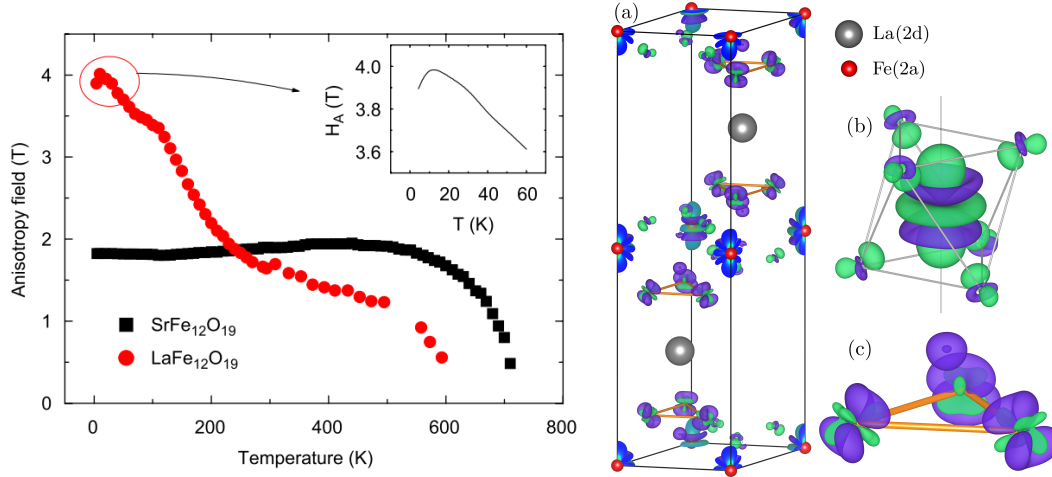 Anisotropy field (T)
4
3
2
1
0
0
200
400
600
800
Temperature (K)
SrFe₁₂O₁₉
LaFe₁₂O₁₉
H_A (T)
4.0
3.8
3.6
0
20
40
60
T (K)
(a)
La(2d)
Fe(2a)
(b)
(c)